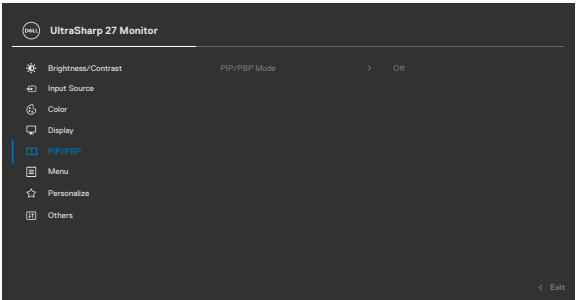 DELL UltraSharp 27 Monitor
Brightness/Contrast PIP/PBP Mode > Off
Input Source
Color
Display
PIP/PBP
Menu
Personalize
Others
< Exit